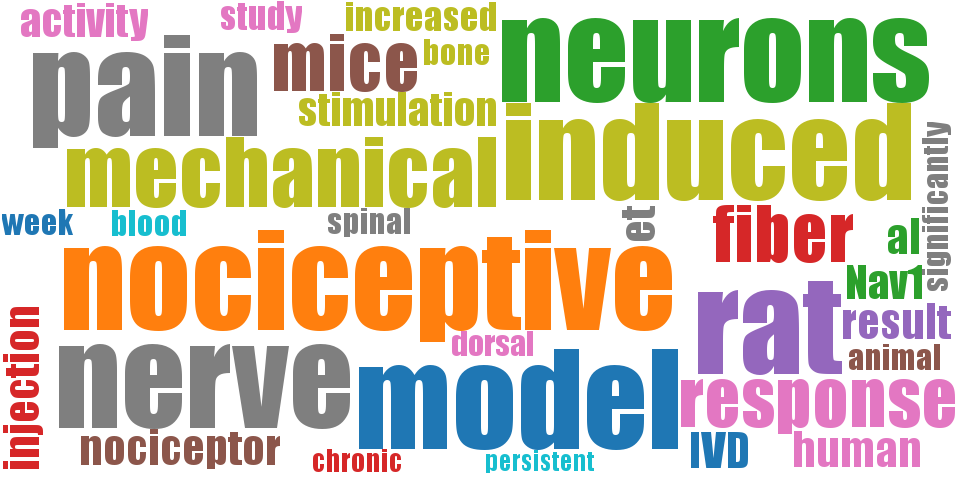 activity
study
increased
neurons
pain
mice
bone
stimulation
induced
mechanical
significantly
week
blood
spinal
et
fiber
al
nociceptive
Nav1
rat
result
injection
nerve
dorsal
model
animal
response
nociceptor
chronic
persistent
IVD
human